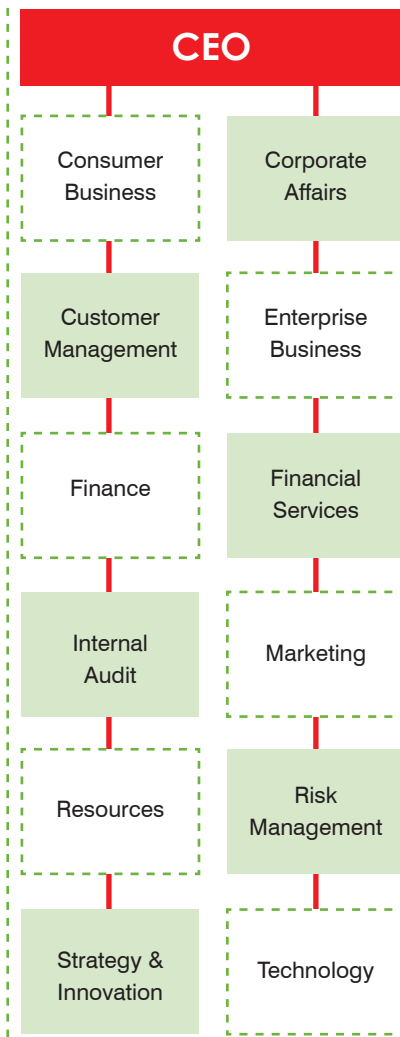 CEO
Consumer
Business
Corporate
Affairs
Customer
Management
Enterprise
Business
Finance
Financial
Services
Internal
Audit
Marketing
Resources
Risk
Management
Strategy &
Innovation
Technology